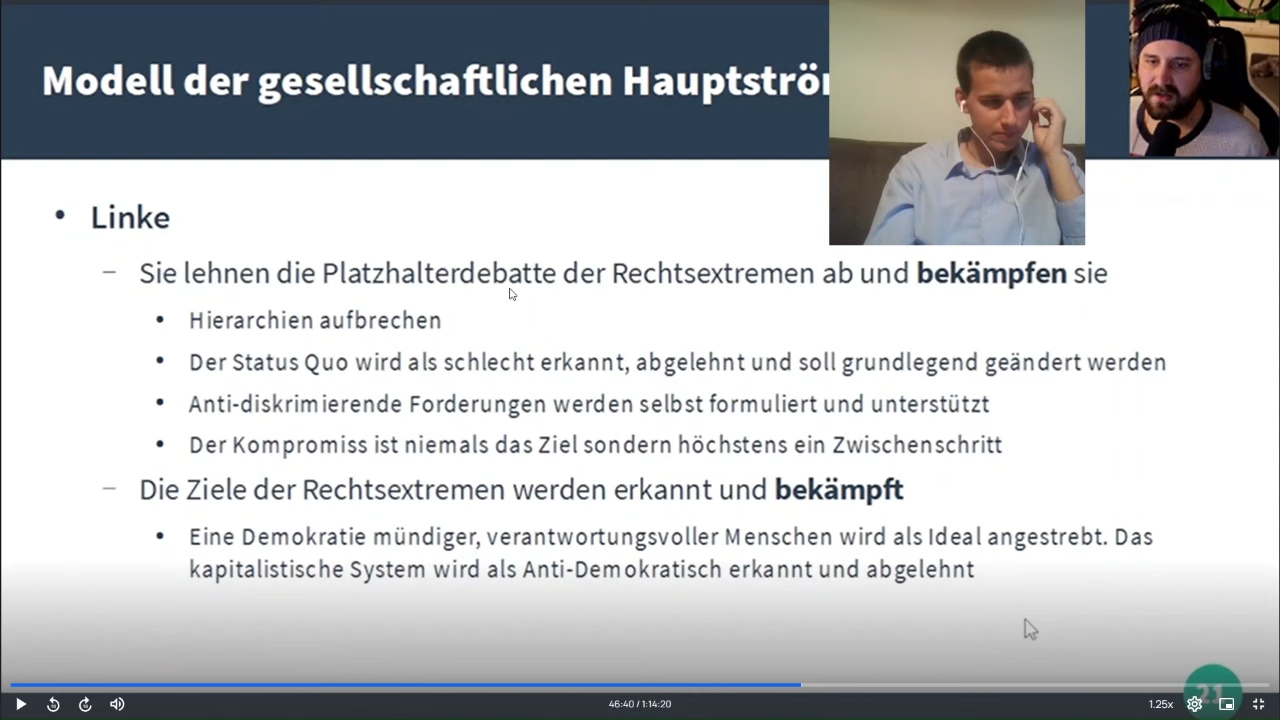 Modell der gesellschaftlichen Hauptströ
Linke
Sie lehnen die Platzhalterdebatte der Rechtsextremen ab und bekämpfen sie
Hierarchien aufbrechen
Der Status Quo wird als schlecht erkannt, abgelehnt und soll grundlegend geändert werden
Anti-diskrimierende Forderungen werden selbst formuliert und unterstützt
Der Kompromiss ist niemals das Ziel sondern höchstens ein Zwischenschritt
Die Ziele der Rechtsextremen werden erkannt und bekämpft
Eine Demokratie mündiger, verantwortungsvoller Menschen wird als Ideal angestrebt. Das
kapitalistische System wird als Anti-Demokratisch erkannt und abgelehnt
21
46:40 / 1:14:20
1.25x